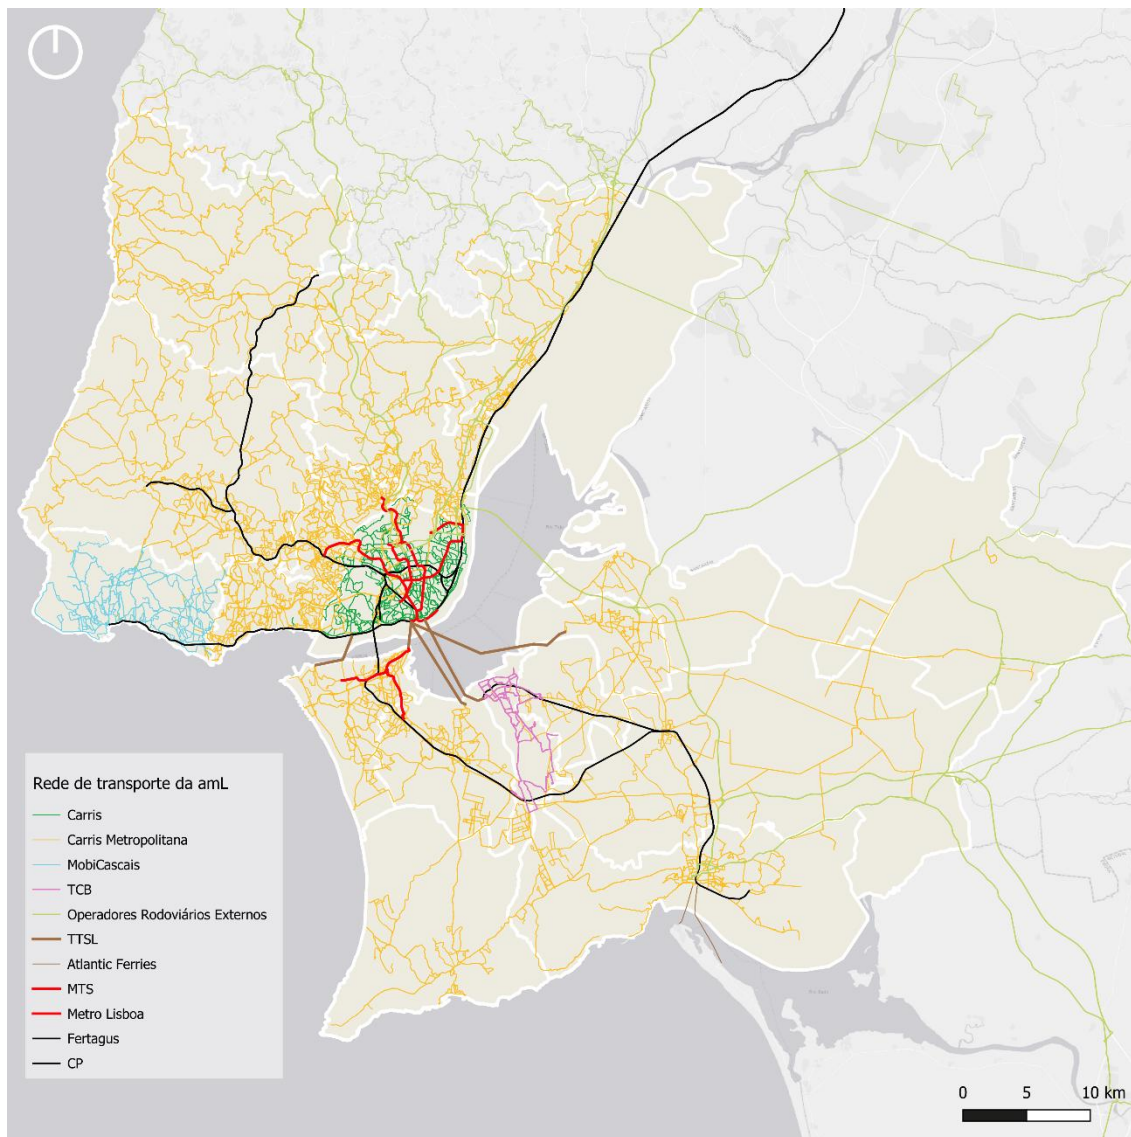 Rede de transporte da amL
Carris
Carris Metropolitana
MobiCascais
TCB
Operadores Rodoviários Externos
TTSL
Atlantic Ferries
MTS
Metro Lisboa
Fertagus
CP
0 5 10 km